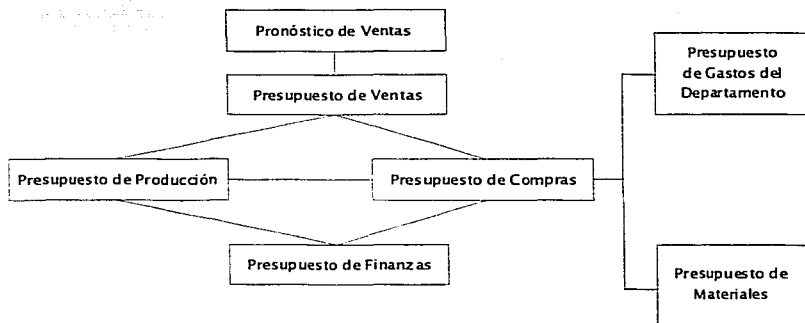 Pronóstico de Ventas
Presupuesto de Ventas
Presupuesto
de Gastos del
Departamento
Presupuesto de Producción
Presupuesto de Compras
Presupuesto de Finanzas
Presupuesto de
Materiales